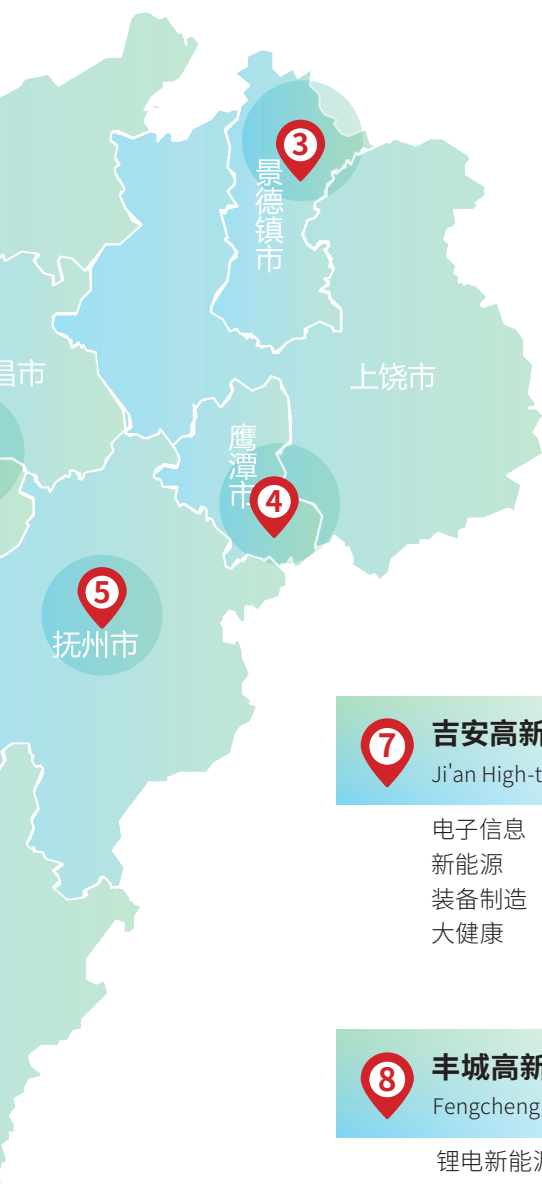 3
景德镇市
昌市
上饶市
鹰潭市
4
5
抚州市
7
吉安高新
Ji'an High-t
电子信息
新能源
装备制造
大健康
8
丰城高新
Fengcheng
锂电新能源